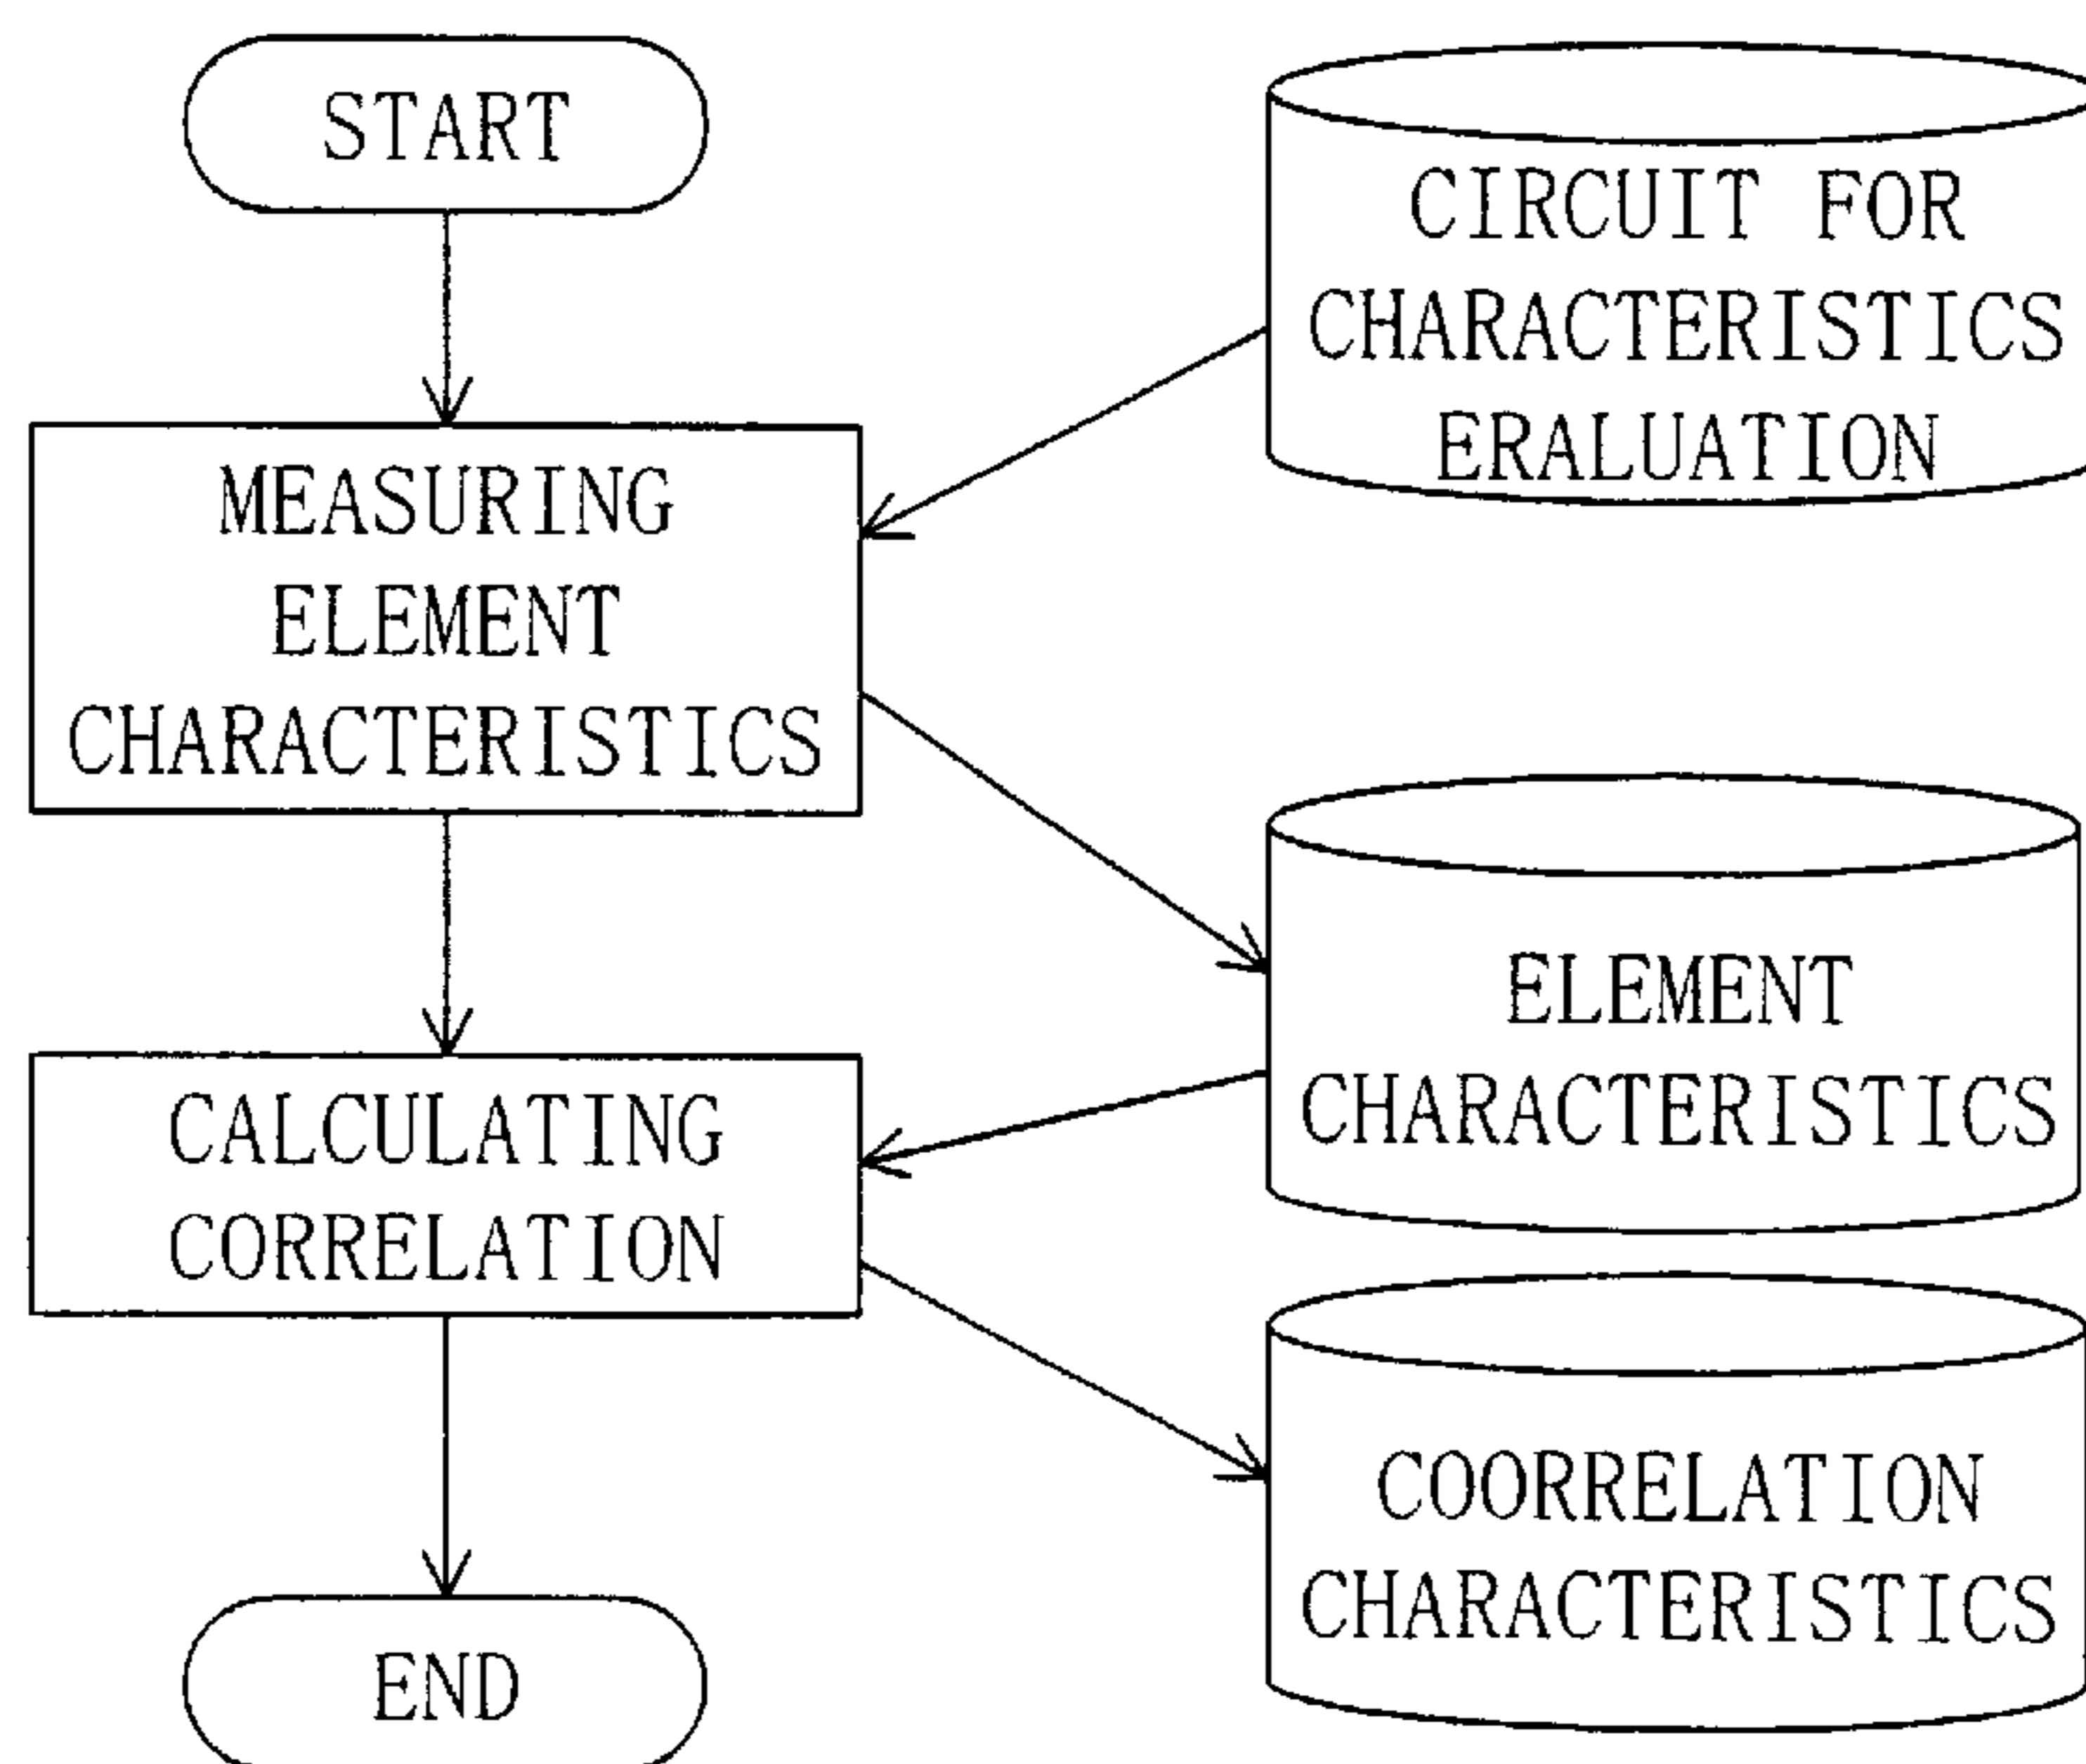 START
CIRCUIT FOR
CHARACTERISTICS
ERALUATION
MEASURING
ELEMENT
CHARACTERISTICS
ELEMENT
CHARACTERISTICS
CALCULATING
CORRELATION
COORRELATION
CHARACTERISTICS
END